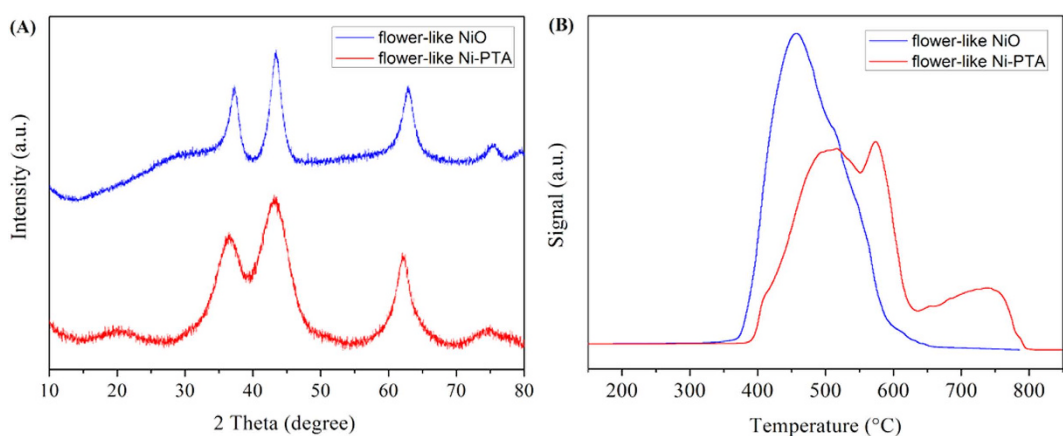 (A)
flower-like NiO
flower-like Ni-PTA
Intensity (a.u.)
10 20 30 40 50 60 70 80
2 Theta (degree)
(B)
flower-like NiO
flower-like Ni-PTA
Signal (a.u.)
200 300 400 500 600 700 800
Temperature (°C)